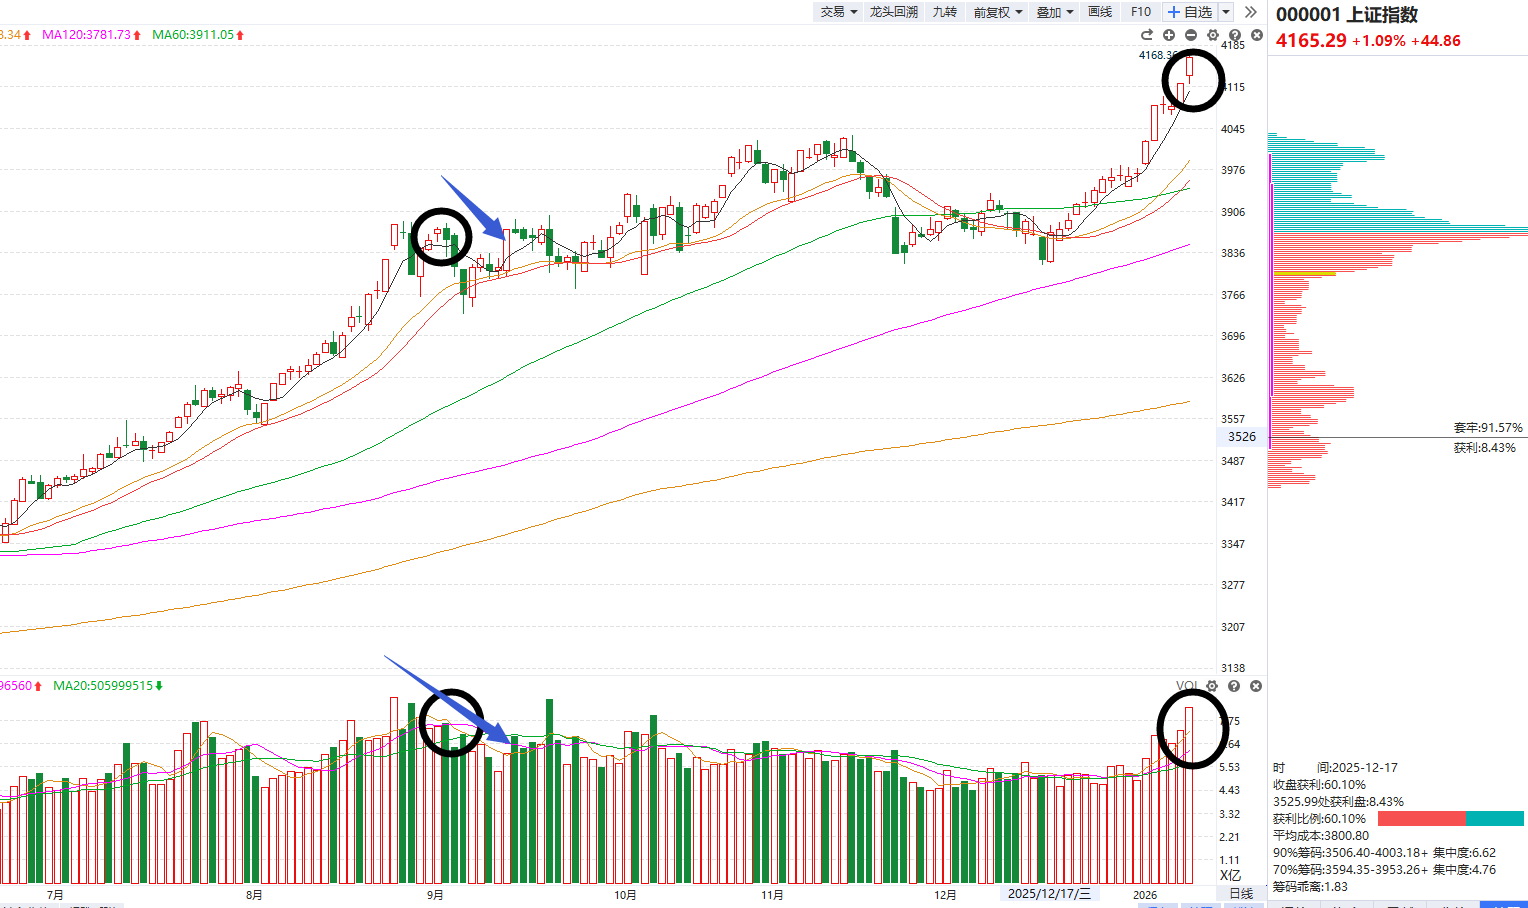 交易 龙头回溯 九转 前复权 叠加 画线 F10 +自选
000001 上证指数
4165.29 +1.09% +44.86
8.34 MA120:3781.73 MA60:3911.05
4185
4168.36
4115
4045
3976
3906
3836
3766
3696
3626
3557
3526
3487
3417
3347
3277
3207
3138
套牢:91.57%
获利:8.43%
96560 MA20:505999515
VOL
7.75
6.64
5.53
4.43
3.32
2.21
1.11
X亿
7月 8月 9月 10月 11月 12月 2025/12/17/三 2026 日线
时 间:2025-12-17
收盘获利:60.10%
3525.99处获利盘:8.43%
获利比例:60.10%
平均成本:3800.80
90%筹码:3506.40-4003.18+ 集中度:6.62
70%筹码:3594.35-3953.26+ 集中度:4.76
筹码乖离:1.83